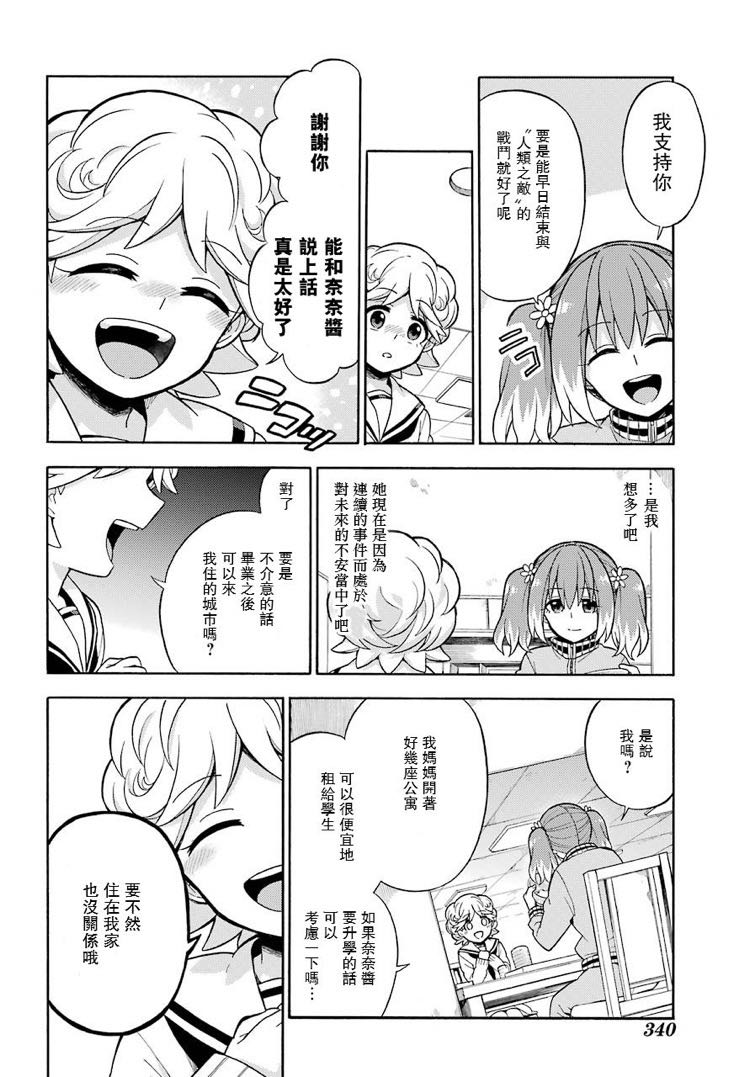 我支持你
要是能早日結束與
〝人類之敵〞的
戰鬥就好了呢
ニコ
謝謝你
能和奈奈醬
說上話
真是太好了
ニコッ
…是我
想多了吧
她現在是因為
連續的事件而處於
對未來的不安當中了吧
對了
要是
不介意的話
畢業之後
可以來
我住的城市嗎?
是說
我嗎?
我媽媽開著
好幾座公寓
可以很便宜地
租給學生
如果奈奈醬
要升學的話
可以
考慮一下嗎…
要不然
住在我家
也沒關係哦
340